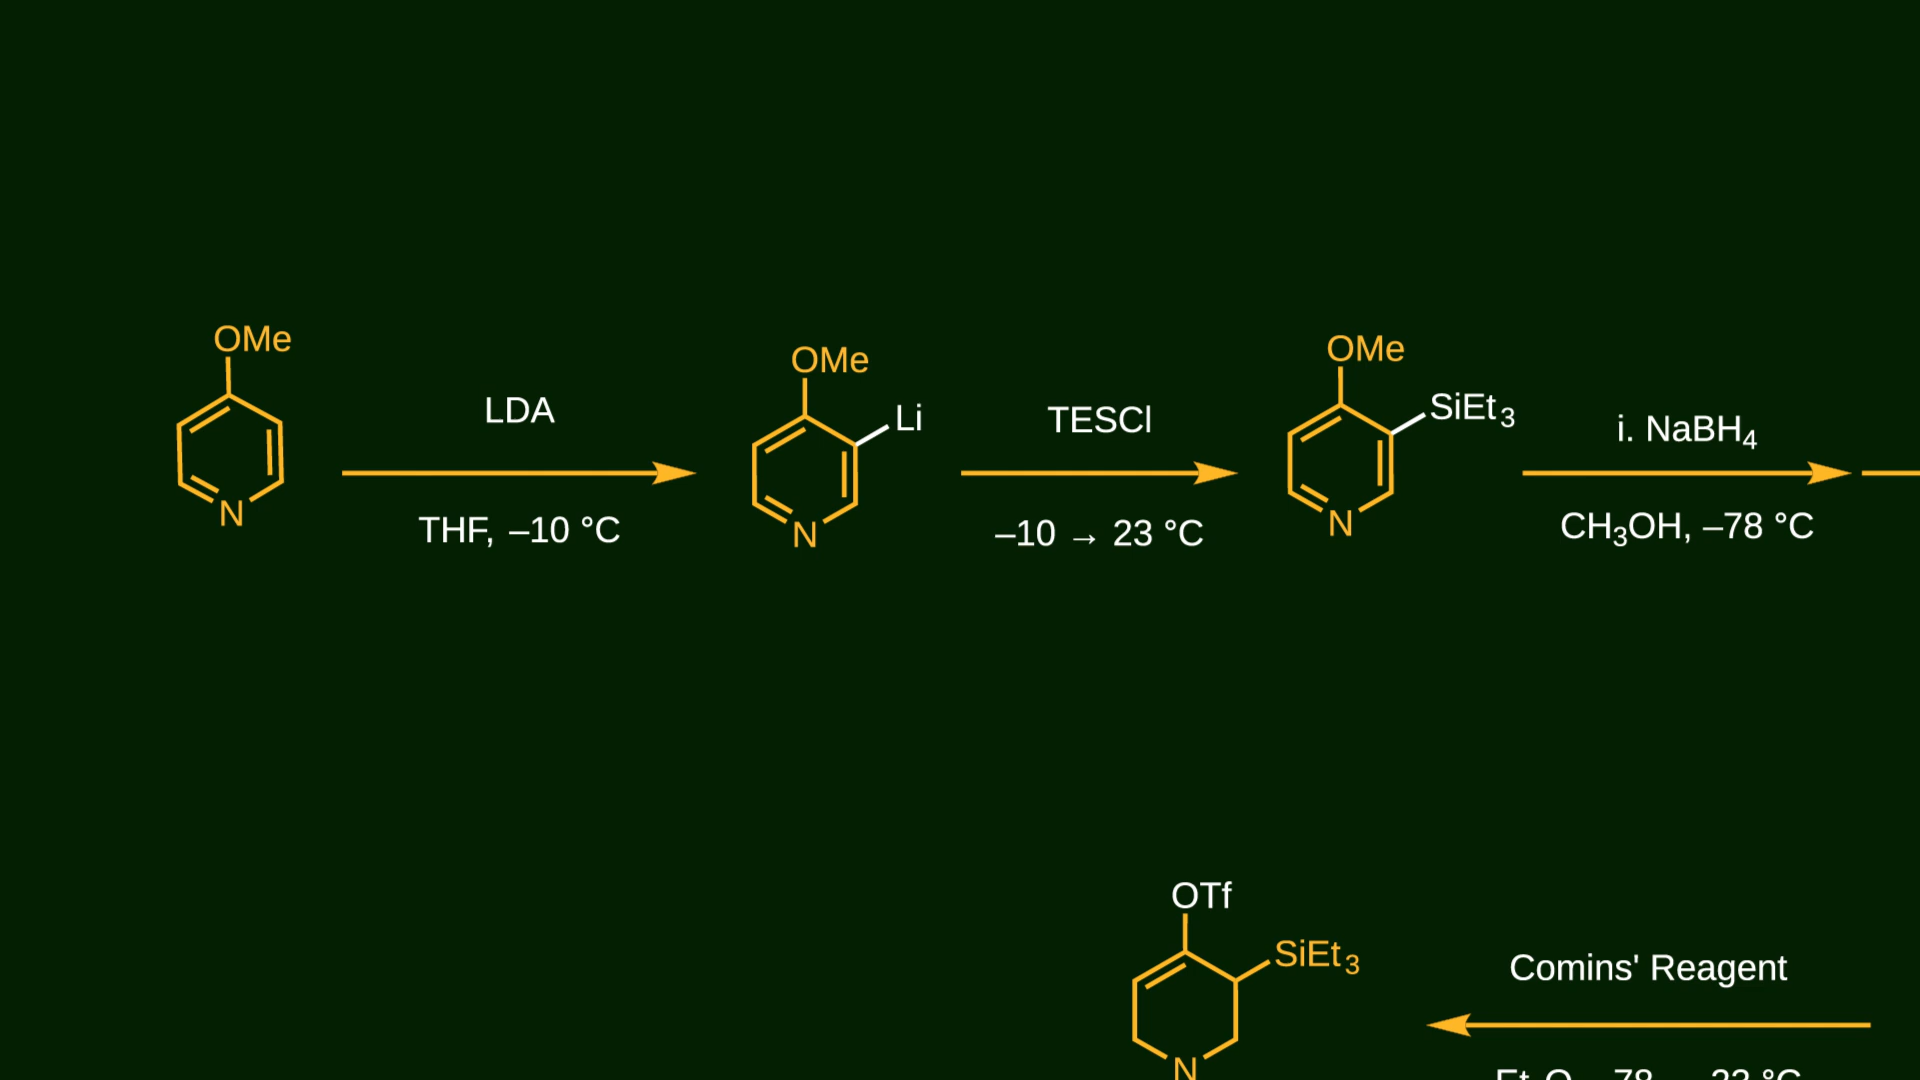 OMe
N
LDA
THF, –10 °C
OMe
Li
N
TESCl
–10 → 23 °C
OMe
SiEt3
N
i. NaBH4
CH3OH, –78 °C
OTf
SiEt3
N
Comins' Reagent